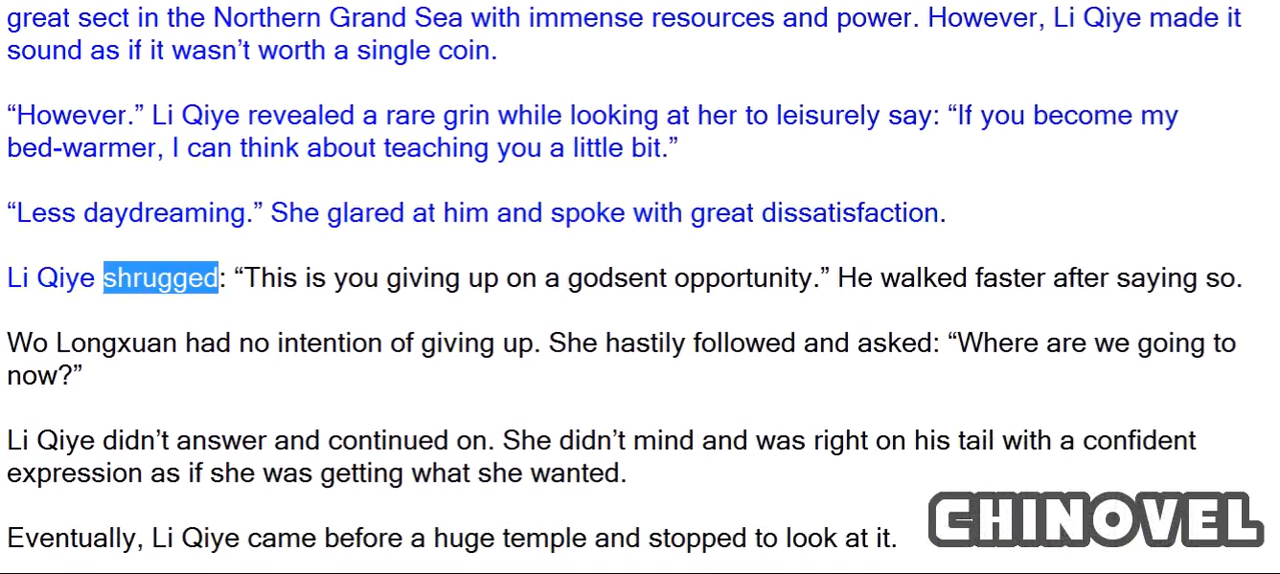 great sect in the Northern Grand Sea with immense resources and power. However, Li Qiye made it
sound as if it wasn’t worth a single coin.
“However.” Li Qiye revealed a rare grin while looking at her to leisurely say: “If you become my
bed-warmer, I can think about teaching you a little bit.”
“Less daydreaming.” She glared at him and spoke with great dissatisfaction.
Li Qiye shrugged: “This is you giving up on a godsent opportunity.” He walked faster after saying so.
Wo Longxuan had no intention of giving up. She hastily followed and asked: “Where are we going to
now?”
Li Qiye didn’t answer and continued on. She didn’t mind and was right on his tail with a confident
expression as if she was getting what she wanted.
Eventually, Li Qiye came before a huge temple and stopped to look at it.
CHINOVEL